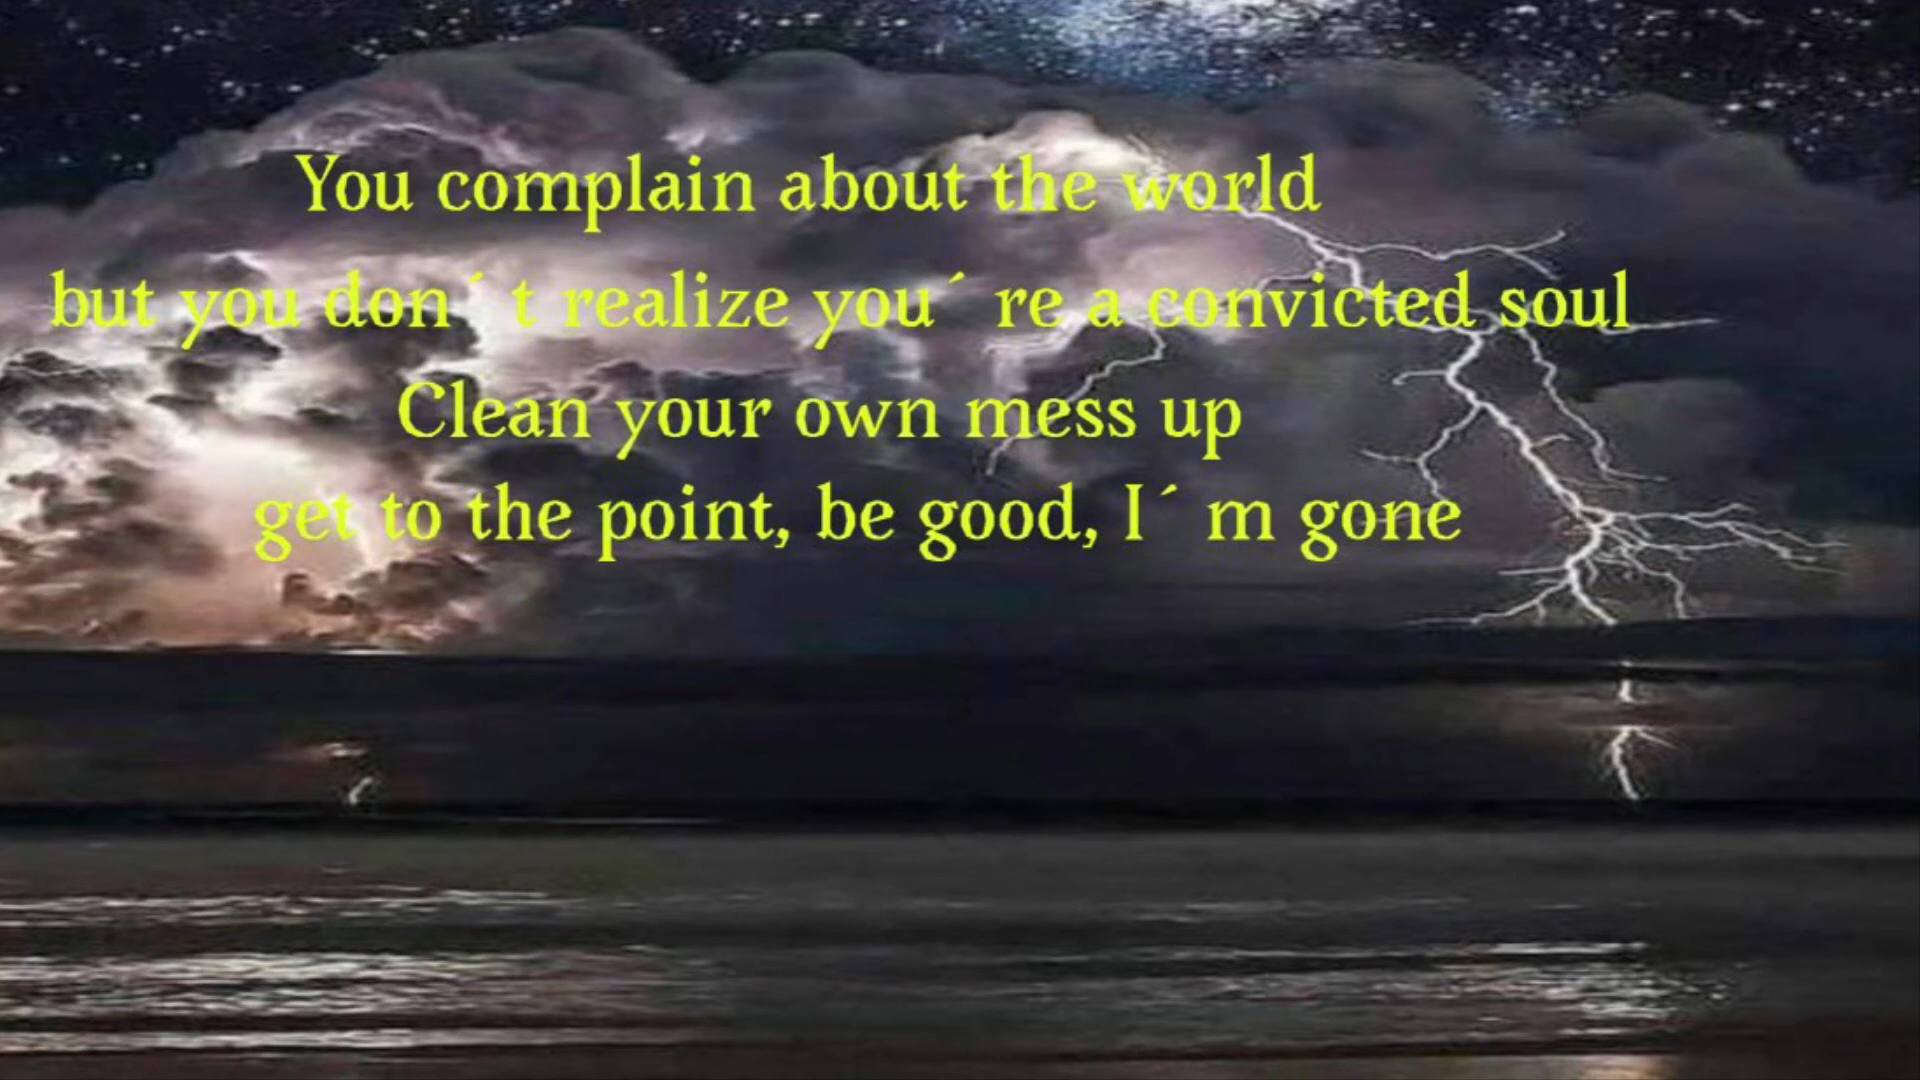 You complain about the world
but you don´t realize you´re a convicted soul
Clean your own mess up
get to the point, be good, I´m gone